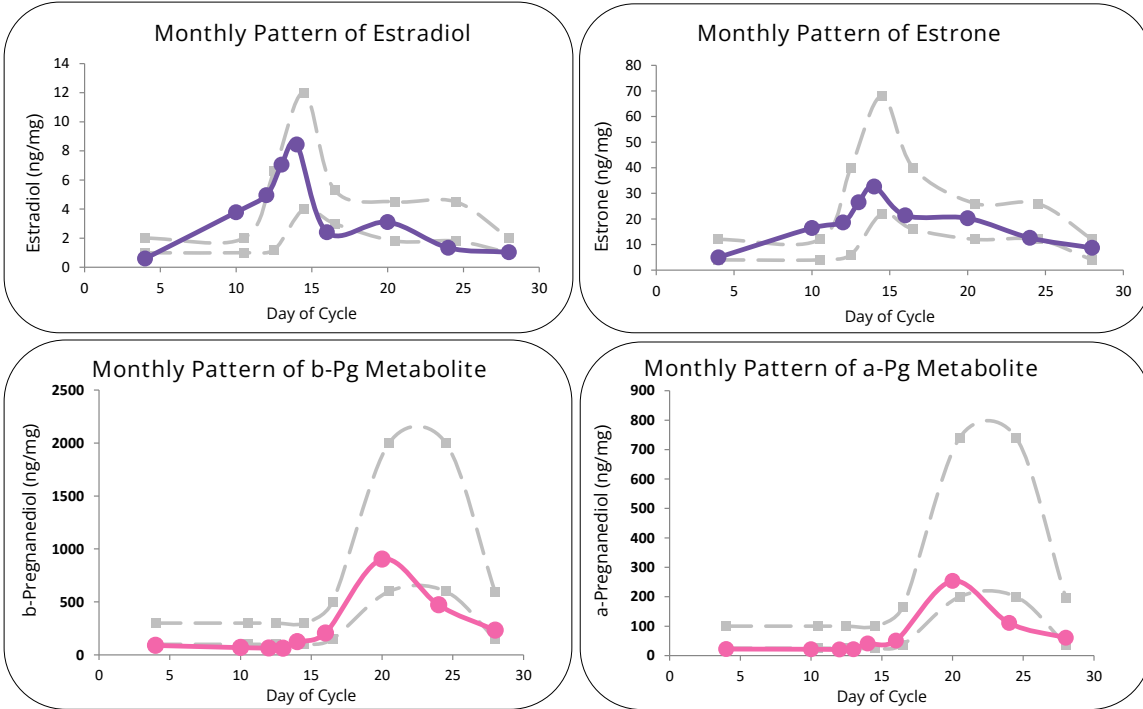 Monthly Pattern of Estradiol
14
12
10
8
6
4
2
0
Estradiol (ng/mg)
0 5 10 15 20 25 30
Day of Cycle
Monthly Pattern of Estrone
80
70
60
50
40
30
20
10
0
Estrone (ng/mg)
0 5 10 15 20 25 30
Day of Cycle
Monthly Pattern of b-Pg Metabolite
2500
2000
1500
1000
500
0
b-Pregnanediol (ng/mg)
0 5 10 15 20 25 30
Day of Cycle
Monthly Pattern of a-Pg Metabolite
900
800
700
600
500
400
300
200
100
0
a-Pregnanediol (ng/mg)
0 5 10 15 20 25 30
Day of Cycle